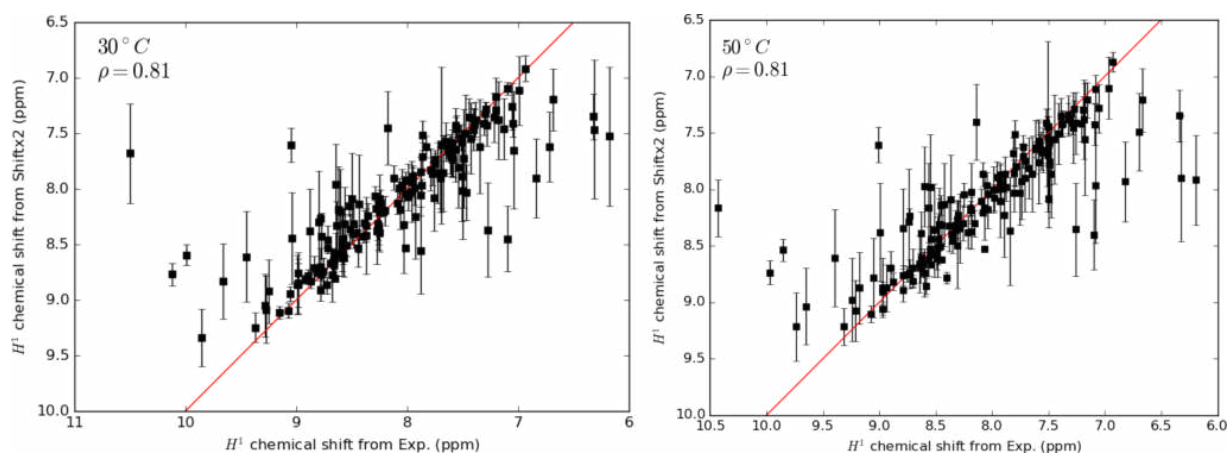 6.5
30°C
ρ = 0.81
7.0
7.5
8.0
8.5
9.0
9.5
10.0
11 10 9 8 7 6
H¹ chemical shift from Shiftx2 (ppm)
H¹ chemical shift from Exp. (ppm)
6.5
50°C
ρ = 0.81
7.0
7.5
8.0
8.5
9.0
9.5
10.0
10.5 10.0 9.5 9.0 8.5 8.0 7.5 7.0 6.5 6.0
H¹ chemical shift from Shiftx2 (ppm)
H¹ chemical shift from Exp. (ppm)